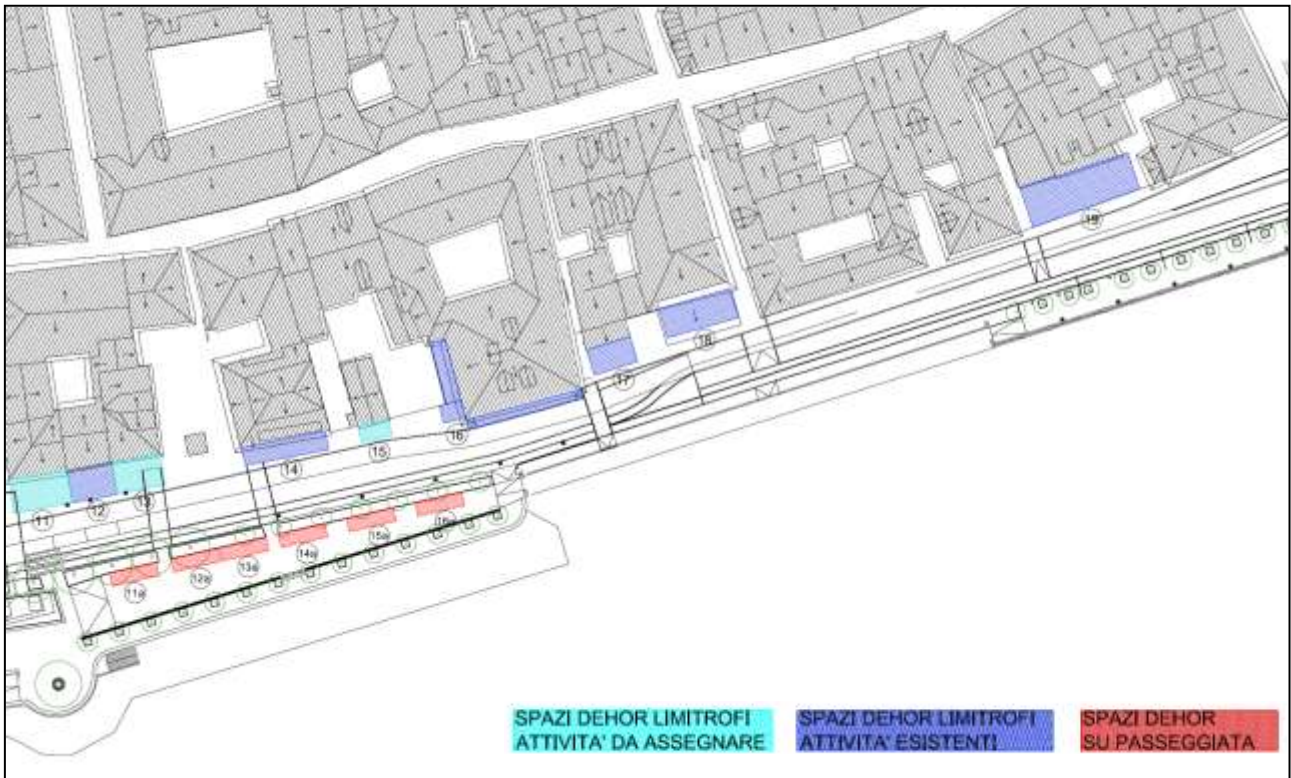 19
18
17
16
15
14
13
12
11
16a
15a
14a
13a
12a
11a
SPAZI DEHOR LIMITROFI
ATTIVITA' DA ASSEGNARE
SPAZI DEHOR LIMITROFI
ATTIVITA' ESISTENTI
SPAZI DEHOR
SU PASSEGGIATA